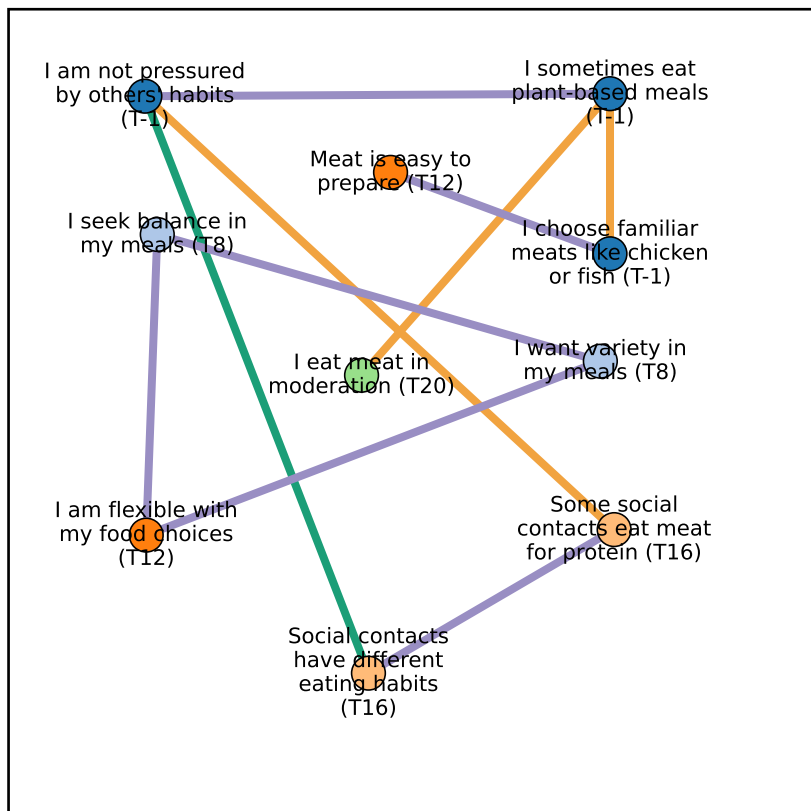 I am not pressured
by others' habits
(T-1)
I sometimes eat
plant-based meals
(T-1)
Meat is easy to
prepare (T12)
I seek balance in
my meals (T8)
I choose familiar
meats like chicken
or fish (T-1)
I eat meat in
moderation (T20)
I want variety in
my meals (T8)
I am flexible with
my food choices
(T12)
Some social
contacts eat meat
for protein (T16)
Social contacts
have different
eating habits
(T16)